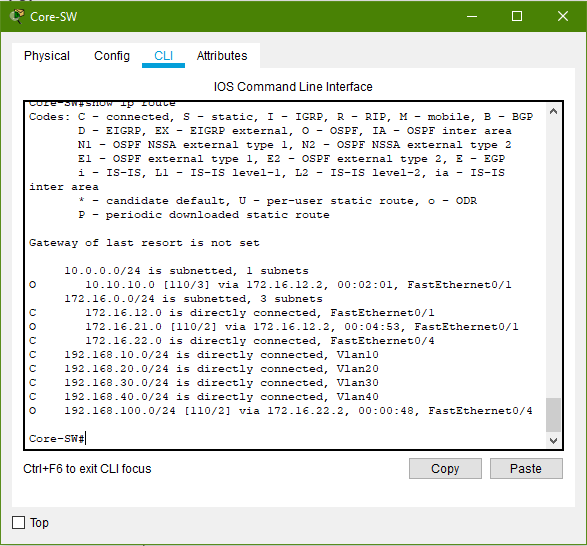 Core-SW
Physical Config CLI Attributes
IOS Command Line Interface
Core-SW#show ip route
Codes: C - connected, S - static, I - IGRP, R - RIP, M - mobile, B - BGP
       D - EIGRP, EX - EIGRP external, O - OSPF, IA - OSPF inter area
       N1 - OSPF NSSA external type 1, N2 - OSPF NSSA external type 2
       E1 - OSPF external type 1, E2 - OSPF external type 2, E - EGP
       i - IS-IS, L1 - IS-IS level-1, L2 - IS-IS level-2, ia - IS-IS
inter area
       * - candidate default, U - per-user static route, o - ODR
       P - periodic downloaded static route
Gateway of last resort is not set
     10.0.0.0/24 is subnetted, 1 subnets
O       10.10.10.0 [110/3] via 172.16.12.2, 00:02:01, FastEthernet0/1
     172.16.0.0/24 is subnetted, 3 subnets
C       172.16.12.0 is directly connected, FastEthernet0/1
O       172.16.21.0 [110/2] via 172.16.12.2, 00:04:53, FastEthernet0/1
C       172.16.22.0 is directly connected, FastEthernet0/4
C    192.168.10.0/24 is directly connected, Vlan10
C    192.168.20.0/24 is directly connected, Vlan20
C    192.168.30.0/24 is directly connected, Vlan30
C    192.168.40.0/24 is directly connected, Vlan40
O    192.168.100.0/24 [110/2] via 172.16.22.2, 00:00:48, FastEthernet0/4
Core-SW#
Ctrl+F6 to exit CLI focus
Copy Paste
Top